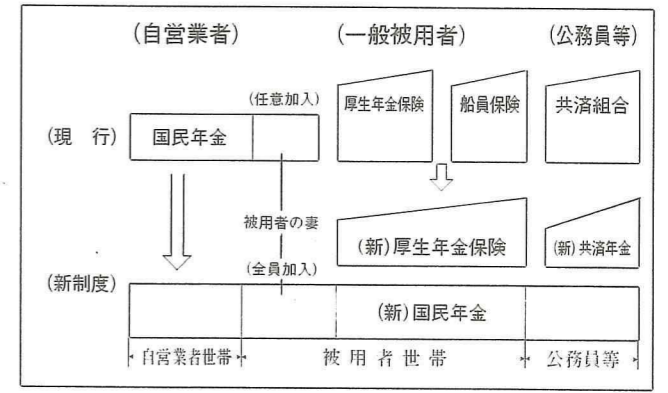 (自営業者) (一般被用者) (公務員等)
(任意加入)
(現 行) 国民年金 厚生年金保険 船員保険 共済組合
被用者の妻
(新)厚生年金保険 (新)共済年金
(全員加入)
(新制度)
(新)国民年金
自営業者世帯 被用者世帯 公務員等